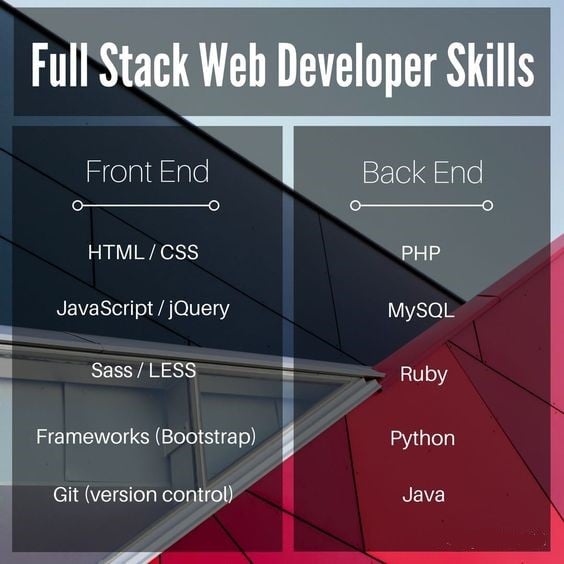 Full Stack Web Developer Skills
Front End
HTML / CSS
JavaScript / jQuery
Sass / LESS
Frameworks (Bootstrap)
Git (version control)
Back End
PHP
MySQL
Ruby
Python
Java